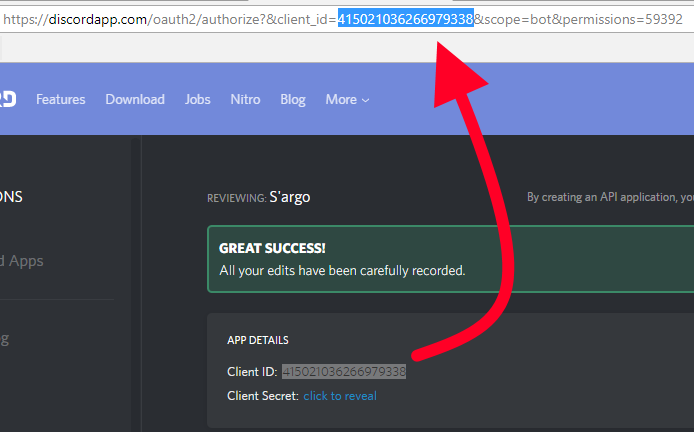 https://discordapp.com/oauth2/authorize?&client_id=415021036266979338&scope=bot&permissions=59392
RD Features Download Jobs Nitro Blog More
ONS
REVIEWING: S'argo
By creating an API application, you
GREAT SUCCESS!
d Apps
All your edits have been carefully recorded.
g
APP DETAILS
Client ID: 415021036266979338
Client Secret: click to reveal